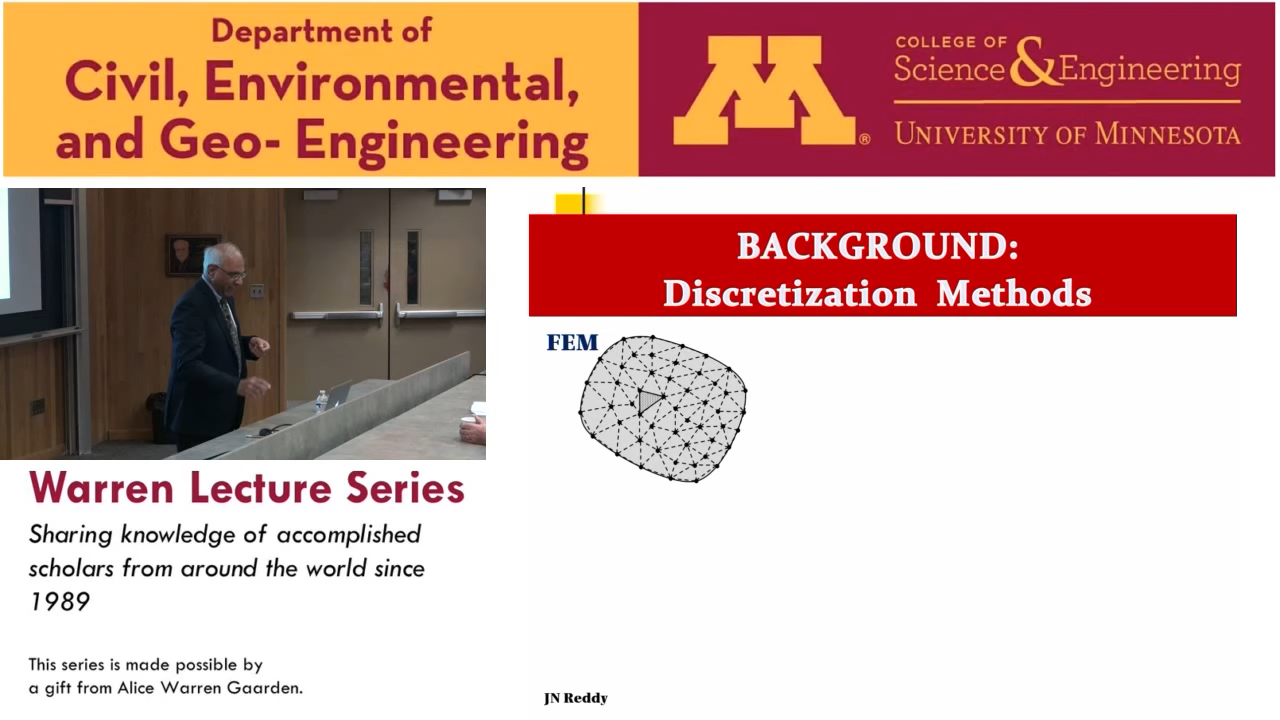 Department of
Civil, Environmental,
and Geo- Engineering
M ®
COLLEGE OF
Science & Engineering
UNIVERSITY OF MINNESOTA
BACKGROUND:
Discretization Methods
FEM
Warren Lecture Series
Sharing knowledge of accomplished
scholars from around the world since
1989
This series is made possible by
a gift from Alice Warren Gaarden.
JN Reddy